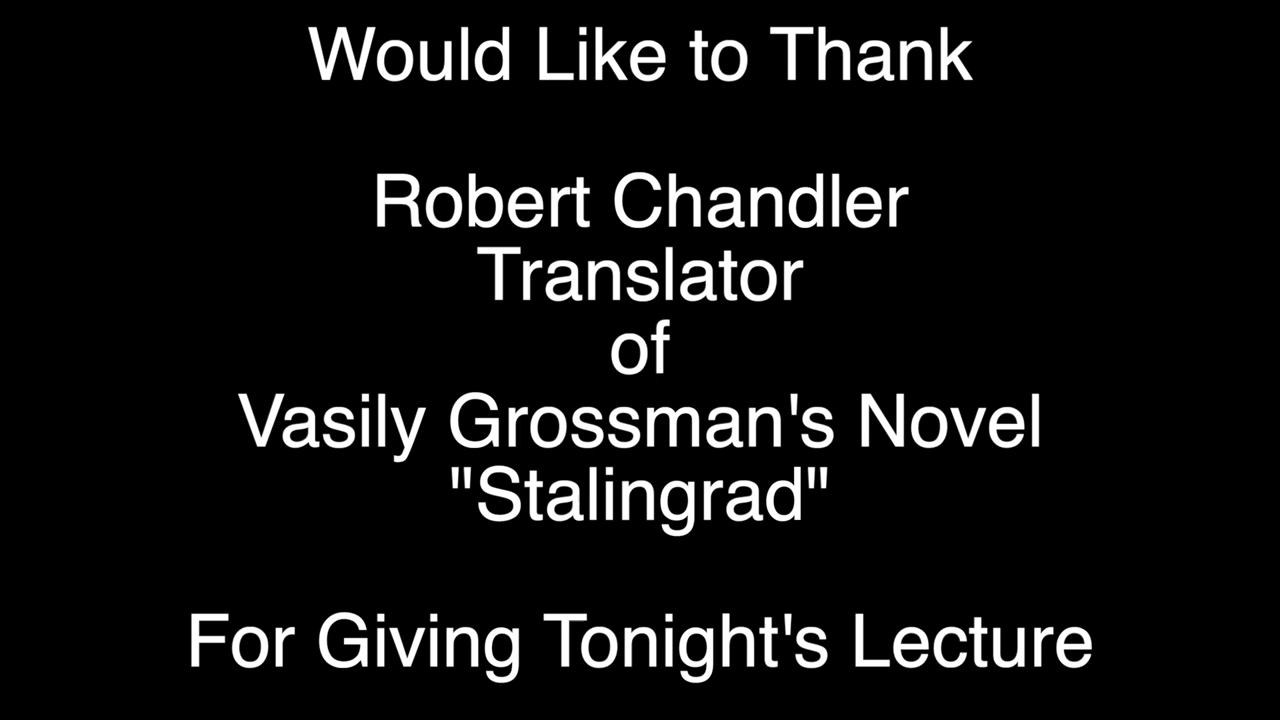 Would Like to Thank
Robert Chandler
Translator
of
Vasily Grossman's Novel
"Stalingrad"
For Giving Tonight's Lecture